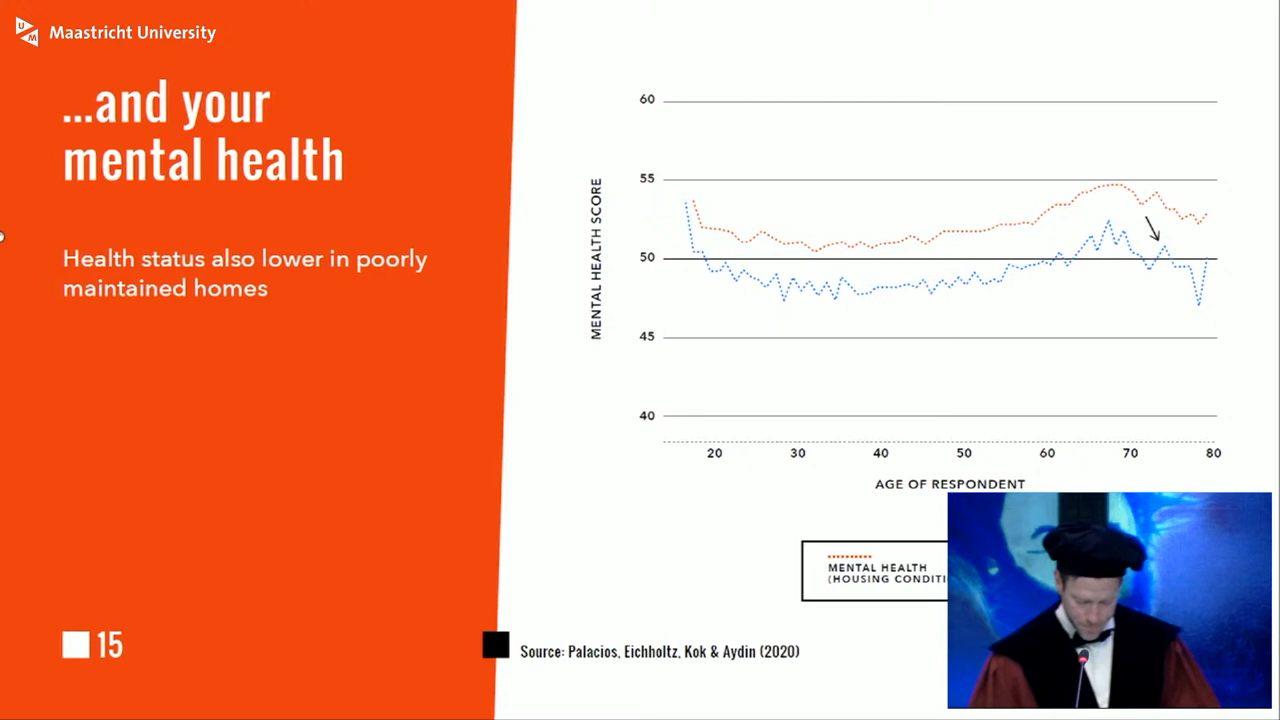 Maastricht University
...and your
mental health
Health status also lower in poorly
maintained homes
60
55
50
45
40
MENTAL HEALTH SCORE
20 30 40 50 60 70 80
AGE OF RESPONDENT
MENTAL HEALTH
15
Source: Palacios, Eichholtz, Kok & Aydin (2020)